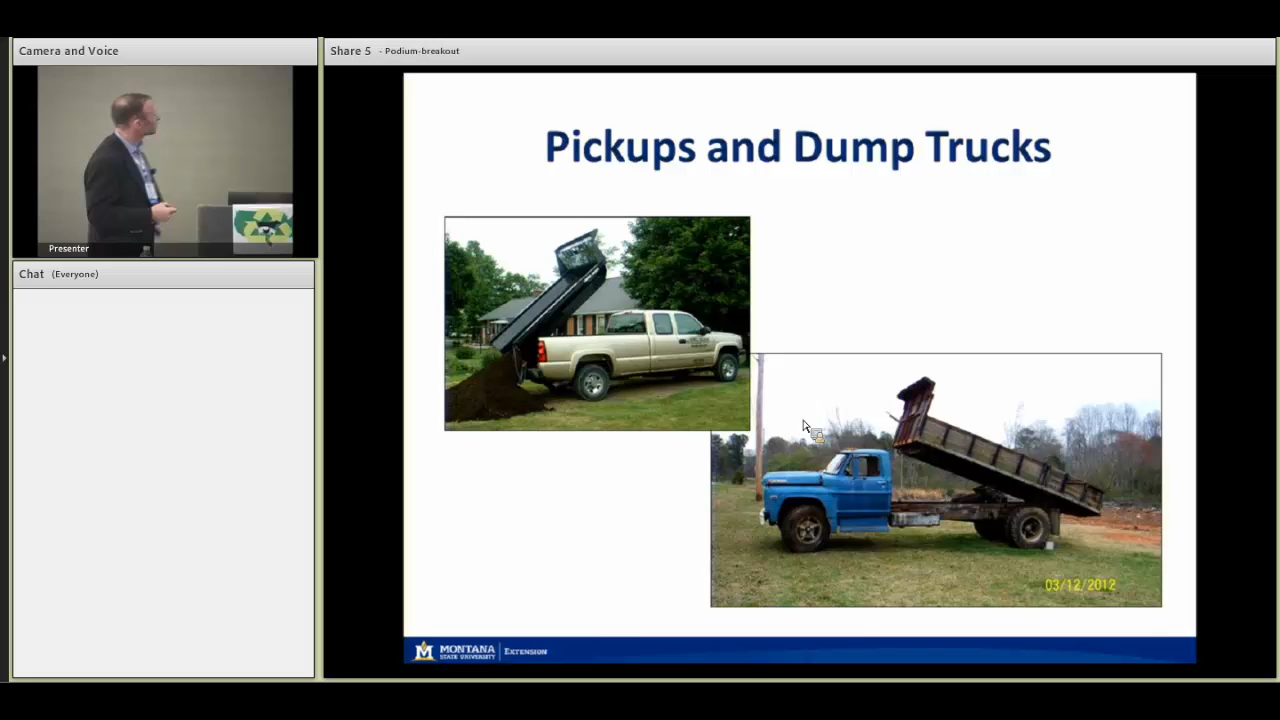 Camera and Voice
Share 5 - Podium-breakout
Presenter
Chat (Everyone)
Pickups and Dump Trucks
03/12/2012
MONTANA
STATE UNIVERSITY
EXTENSION